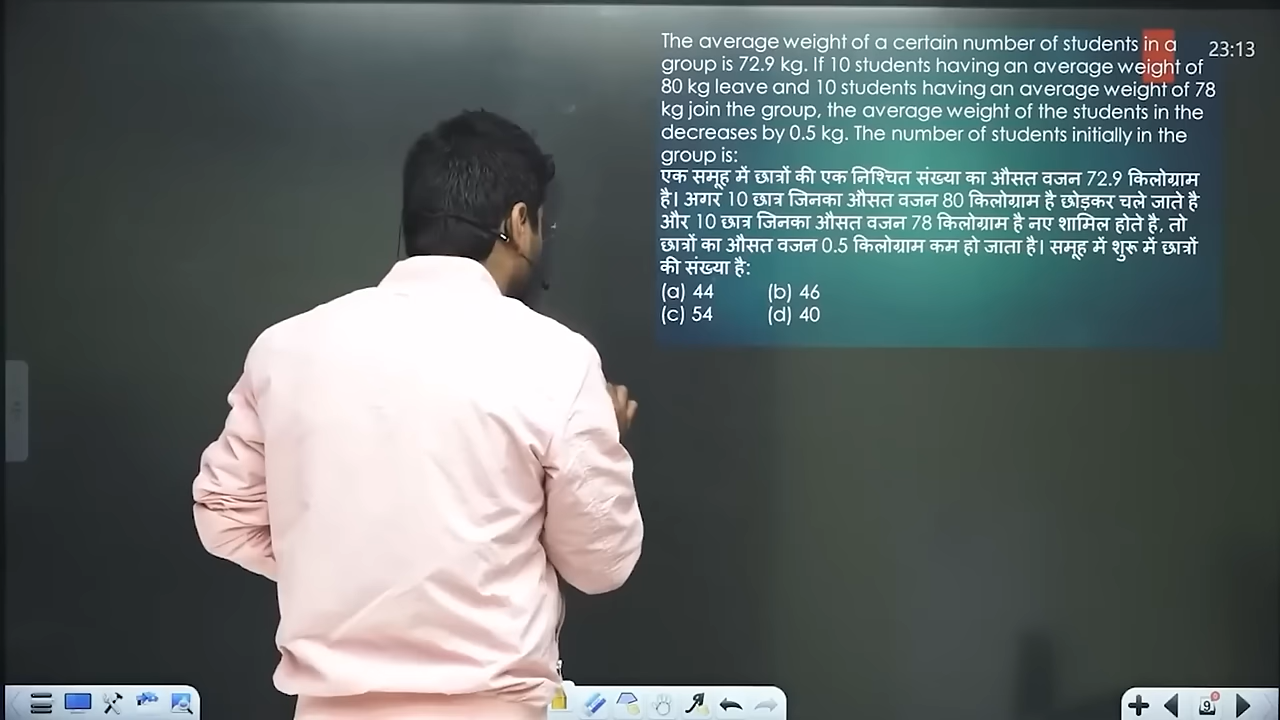 The average weight of a certain number of students in a
group is 72.9 kg. If 10 students having an average weight of
80 kg leave and 10 students having an average weight of 78
kg join the group, the average weight of the students in the
decreases by 0.5 kg. The number of students initially in the
group is:
एक समूह में छात्रों की एक निश्चित संख्या का औसत वजन 72.9 किलोग्राम
है। अगर 10 छात्र जिनका औसत वजन 80 किलोग्राम है छोड़कर चले जाते है
और 10 छात्र जिनका औसत वजन 78 किलोग्राम है नए शामिल होते है, तो
छात्रों का औसत वजन 0.5 किलोग्राम कम हो जाता है। समूह में शुरू में छात्रों
की संख्या है:
(a) 44 (b) 46
(c) 54 (d) 40
23:13
9